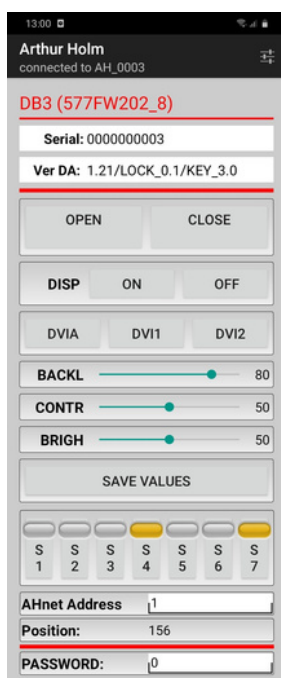 13:00
Arthur Holm
connected to AH_0003
DB3 (577FW202_8)
Serial: 0000000003
Ver DA: 1.21/LOCK_0.1/KEY_3.0
OPEN CLOSE
DISP ON OFF
DVIA DVI1 DVI2
BACKL 80
CONTR 50
BRIGH 50
SAVE VALUES
S S S S S S S
1 2 3 4 5 6 7
AHnet Address 1
Position: 156
PASSWORD: 0